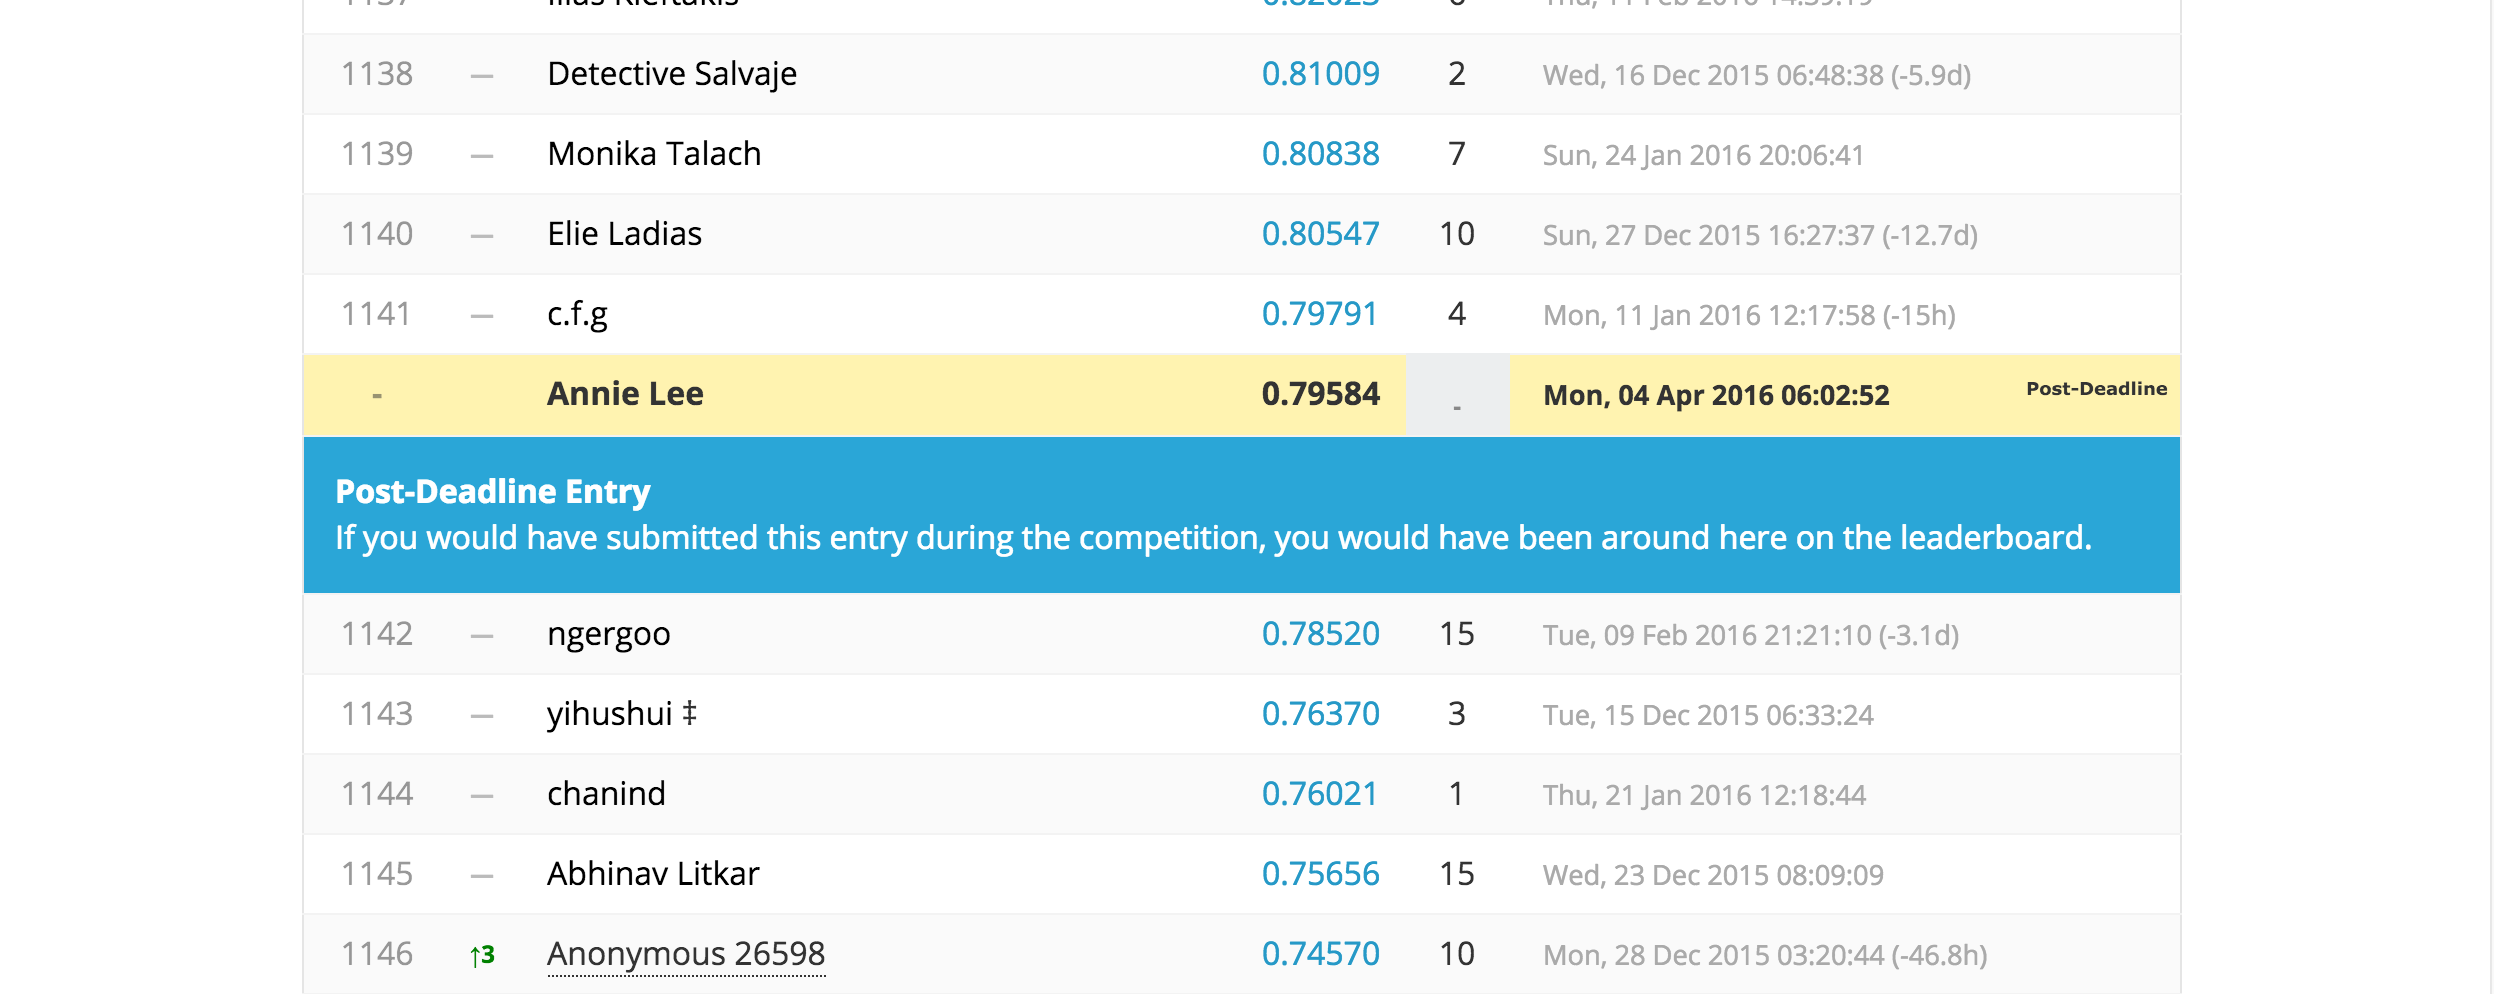 1138 — Detective Salvaje 0.81009 2 Wed, 16 Dec 2015 06:48:38 (-5.9d)
1139 — Monika Talach 0.80838 7 Sun, 24 Jan 2016 20:06:41
1140 — Elie Ladias 0.80547 10 Sun, 27 Dec 2015 16:27:37 (-12.7d)
1141 — c.f.g 0.79791 4 Mon, 11 Jan 2016 12:17:58 (-15h)
- Annie Lee 0.79584 - Mon, 04 Apr 2016 06:02:52 Post-Deadline
Post-Deadline Entry
If you would have submitted this entry during the competition, you would have been around here on the leaderboard.
1142 — ngergoo 0.78520 15 Tue, 09 Feb 2016 21:21:10 (-3.1d)
1143 — yihushui ‡ 0.76370 3 Tue, 15 Dec 2015 06:33:24
1144 — chanind 0.76021 1 Thu, 21 Jan 2016 12:18:44
1145 — Abhinav Litkar 0.75656 15 Wed, 23 Dec 2015 08:09:09
1146 ↑3 Anonymous 26598 0.74570 10 Mon, 28 Dec 2015 03:20:44 (-46.8h)